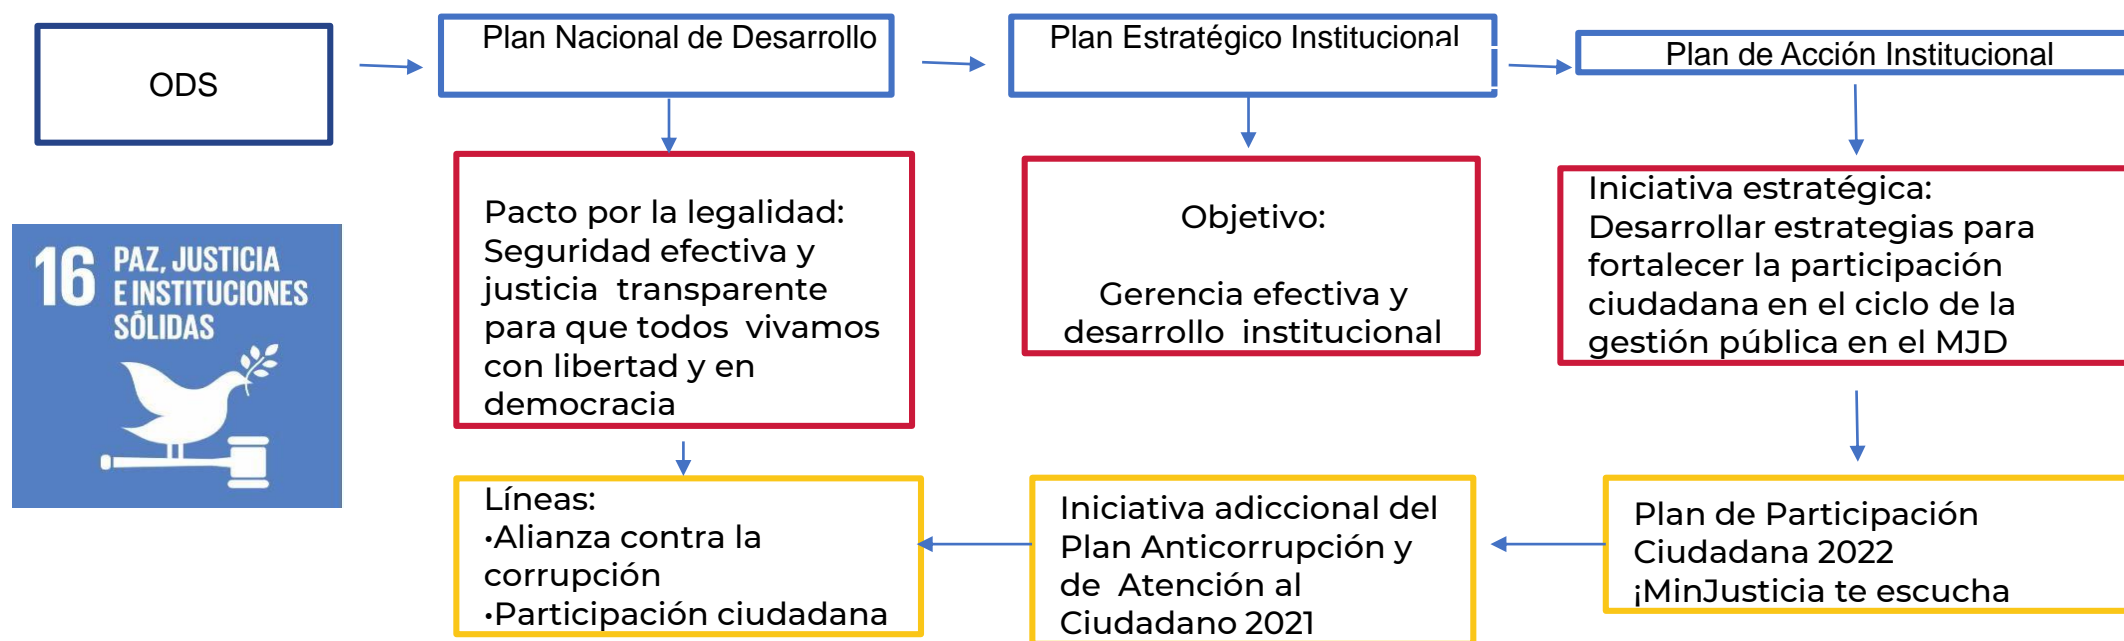 ODS
Plan Nacional de Desarrollo
Plan Estratégico Institucional
Plan de Acción Institucional
16 PAZ, JUSTICIA
E INSTITUCIONES
SÓLIDAS
Pacto por la legalidad:
Seguridad efectiva y
justicia transparente
para que todos vivamos
con libertad y en
democracia
Objetivo:
Gerencia efectiva y
desarrollo institucional
Iniciativa estratégica:
Desarrollar estrategias para
fortalecer la participación
ciudadana en el ciclo de la
gestión pública en el MJD
Líneas:
•Alianza contra la
corrupción
•Participación ciudadana
Iniciativa adiccional del
Plan Anticorrupción y
de Atención al
Ciudadano 2021
Plan de Participación
Ciudadana 2022
¡MinJusticia te escucha